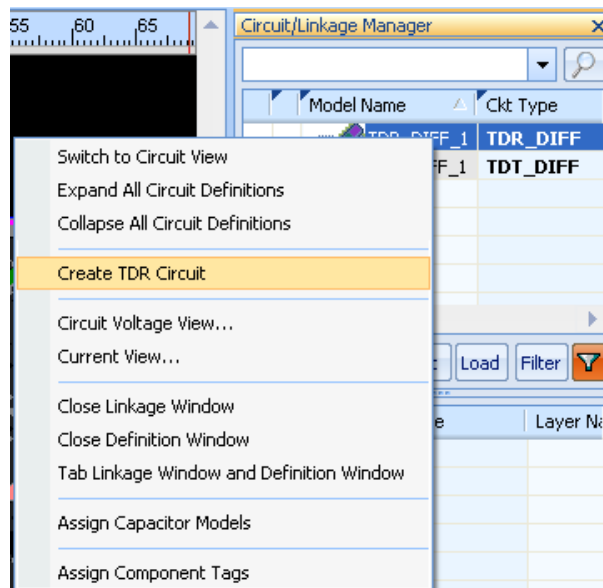 55 60 65
Circuit/Linkage Manager
Model Name Ckt Type
TDR_DIFF_1 TDR_DIFF
FF_1 TDT_DIFF
Switch to Circuit View
Expand All Circuit Definitions
Collapse All Circuit Definitions
Create TDR Circuit
Circuit Voltage View...
Current View...
Load Filter
Close Linkage Window
e Layer Na
Close Definition Window
Tab Linkage Window and Definition Window
Assign Capacitor Models
Assign Component Tags